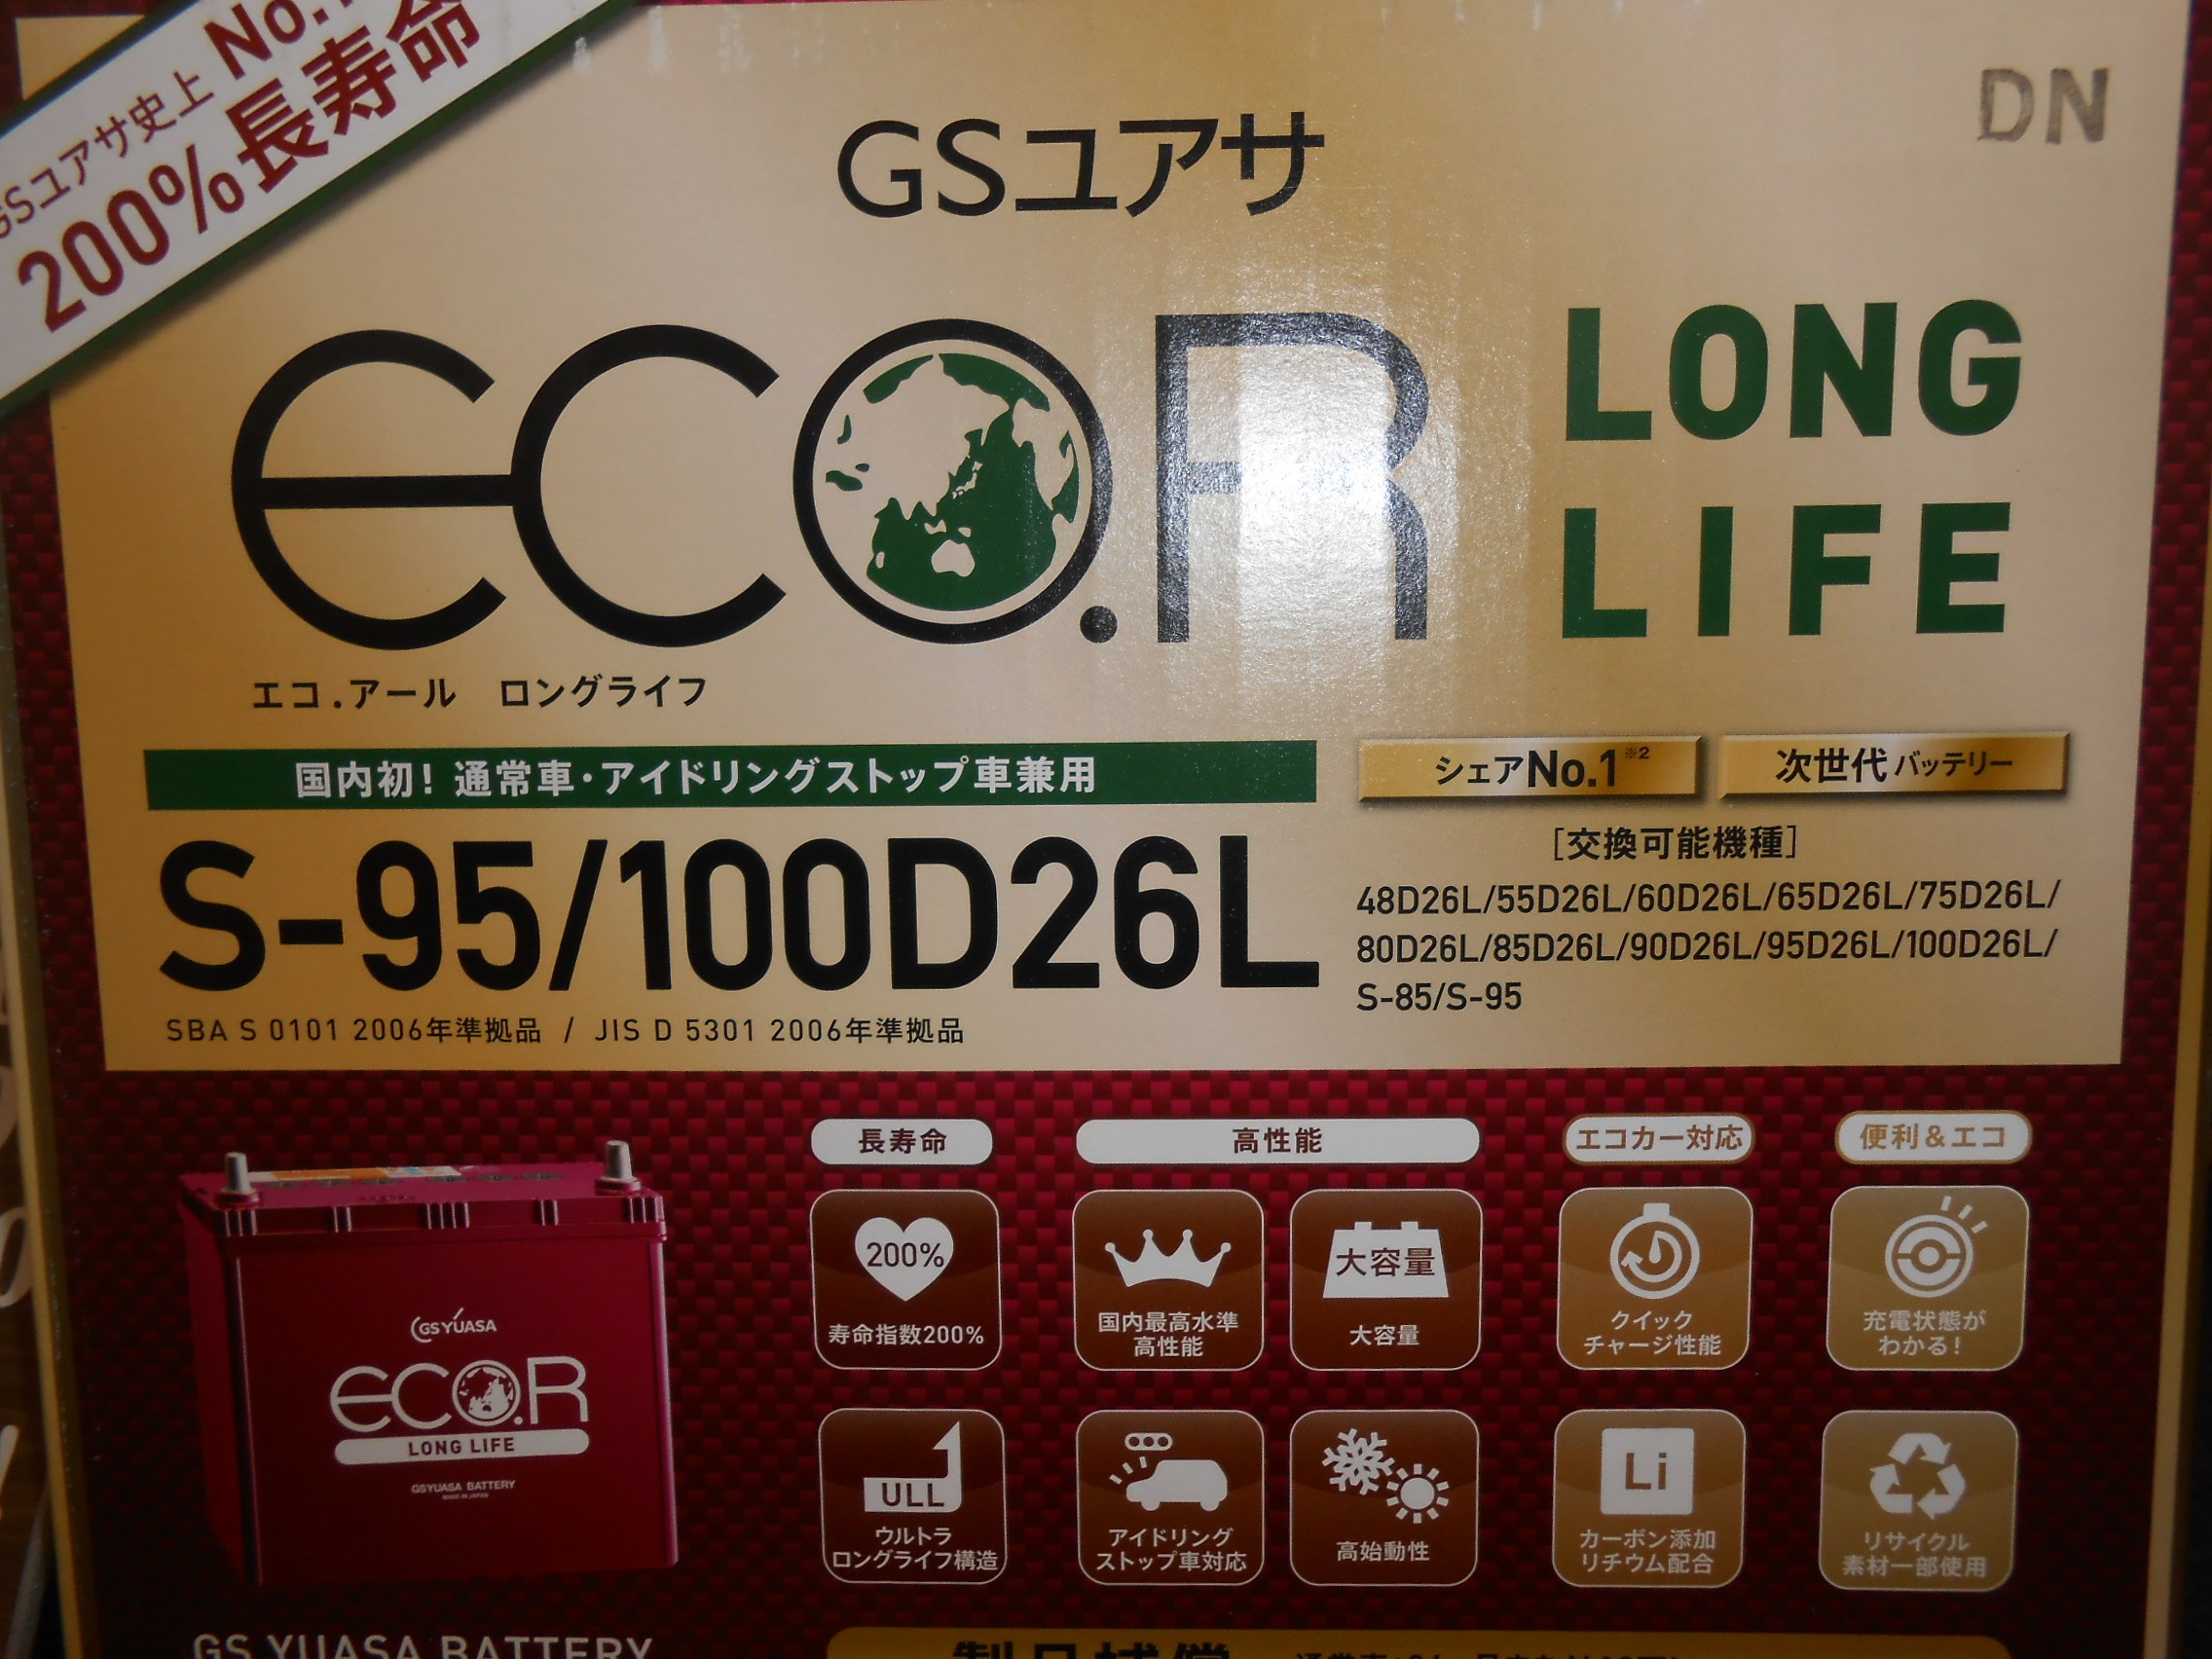 GSユアサ史上 No.1
200%長寿命
DN
GSユアサ
eco.R
LONG
LIFE
エコ.アール ロングライフ
国内初！通常車・アイドリングストップ車兼用
シェアNo.1※2
次世代バッテリー
S-95/100D26L
［交換可能機種］
48D26L/55D26L/60D26L/65D26L/75D26L/
80D26L/85D26L/90D26L/95D26L/100D26L/
S-85/S-95
SBA S 0101 2006年準拠品 / JIS D 5301 2006年準拠品
長寿命
高性能
エコカー対応
便利＆エコ
200%
寿命指数200%
国内最高水準
高性能
大容量
大容量
クイック
チャージ性能
充電状態が
わかる！
ULL
ウルトラ
ロングライフ構造
アイドリング
ストップ車対応
高始動性
Li
カーボン添加
リチウム配合
リサイクル
素材一部使用
GS YUASA
eco.R
LONG LIFE
GSYUASA BATTERY
MADE IN JAPAN
GS YUASA BATTERY
製品補償